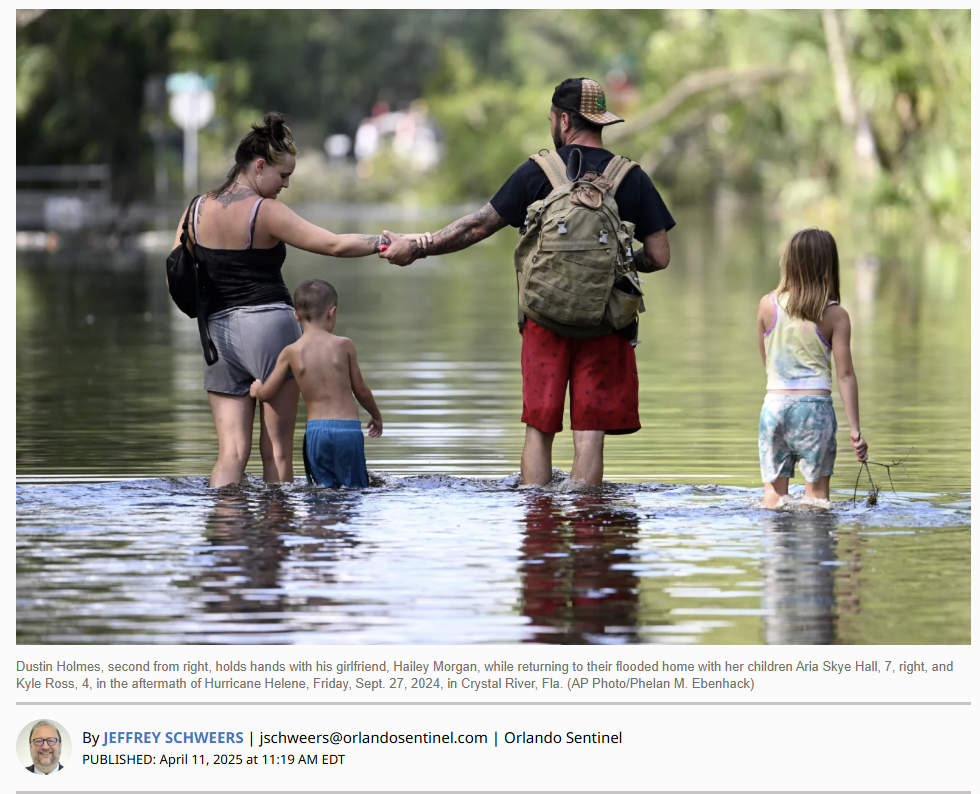 Dustin Holmes, second from right, holds hands with his girlfriend, Hailey Morgan, while returning to their flooded home with her children Aria Skye Hall, 7, right, and
Kyle Ross, 4, in the aftermath of Hurricane Helene, Friday, Sept. 27, 2024, in Crystal River, Fla. (AP Photo/Phelan M. Ebenhack)
By JEFFREY SCHWEERS | jschweers@orlandosentinel.com | Orlando Sentinel
PUBLISHED: April 11, 2025 at 11:19 AM EDT